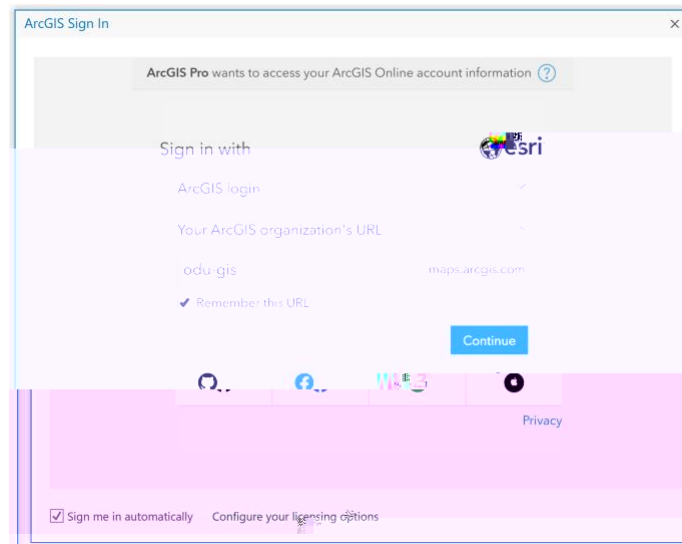 ArcGIS Sign In
ArcGIS Pro wants to access your ArcGIS Online account information ?
Sign in with
esri
ArcGIS login
Your ArcGIS organization's URL
odu-gis
maps.arcgis.com
Remember this URL
Continue
Privacy
Sign me in automatically
Configure your licensing options